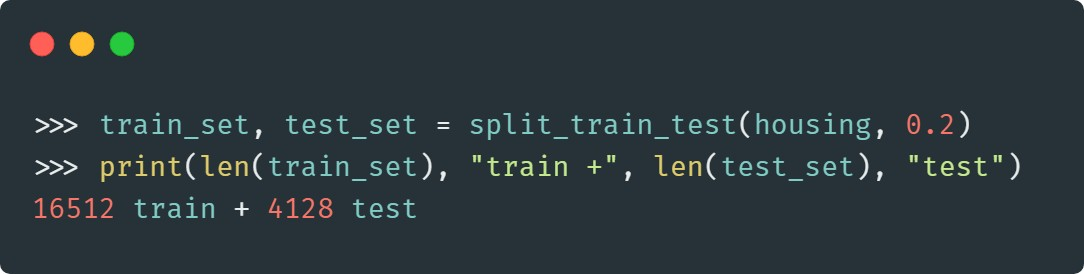 >>> train_set, test_set = split_train_test(housing, 0.2)
>>> print(len(train_set), "train +", len(test_set), "test")
16512 train + 4128 test